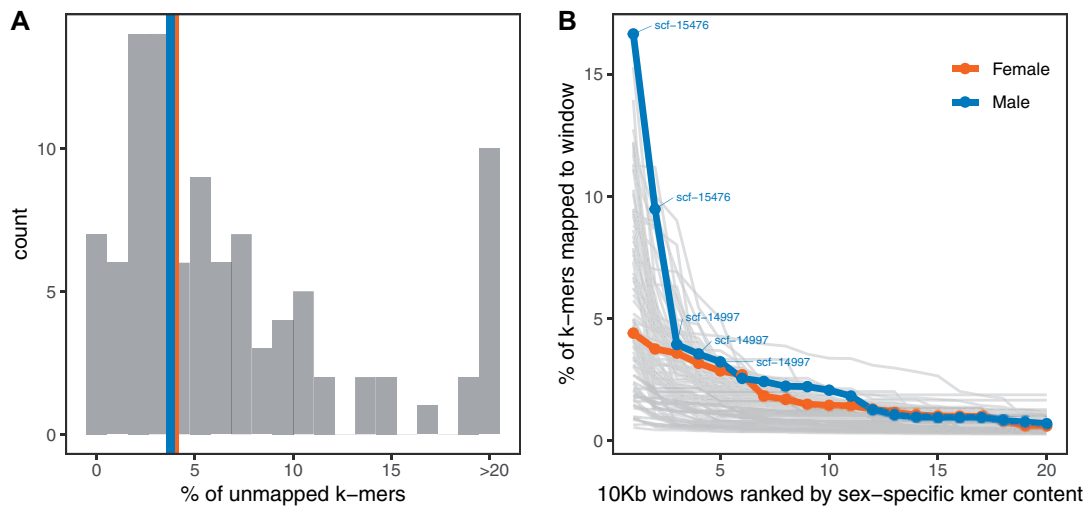 A
count
10
5
0
0
5
10
15
>20
% of unmapped k−mers
B
% of k−mers mapped to window
15
10
5
0
scf−15476
scf−15476
scf−14997
scf−14997
scf−14997
Female
Male
5
10
15
20
10Kb windows ranked by sex−specific kmer content